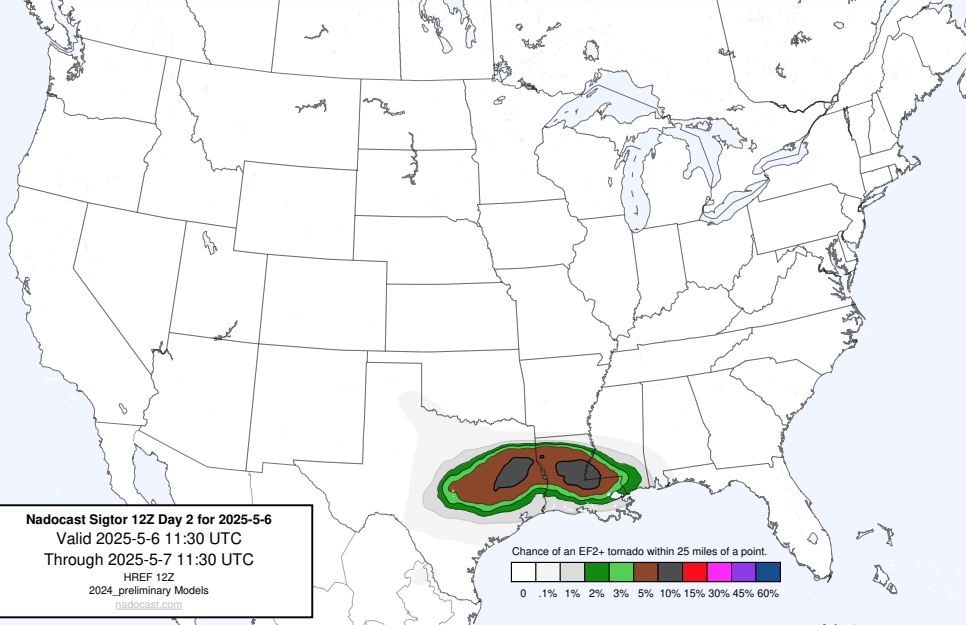 Nadocast Sigtor 12Z Day 2 for 2025-5-6
Valid 2025-5-6 11:30 UTC
Through 2025-5-7 11:30 UTC
HREF 12Z
2024_preliminary Models
nadocast.com
Chance of an EF2+ tornado within 25 miles of a point.
0 .1% 1% 2% 3% 5% 10% 15% 30% 45% 60%